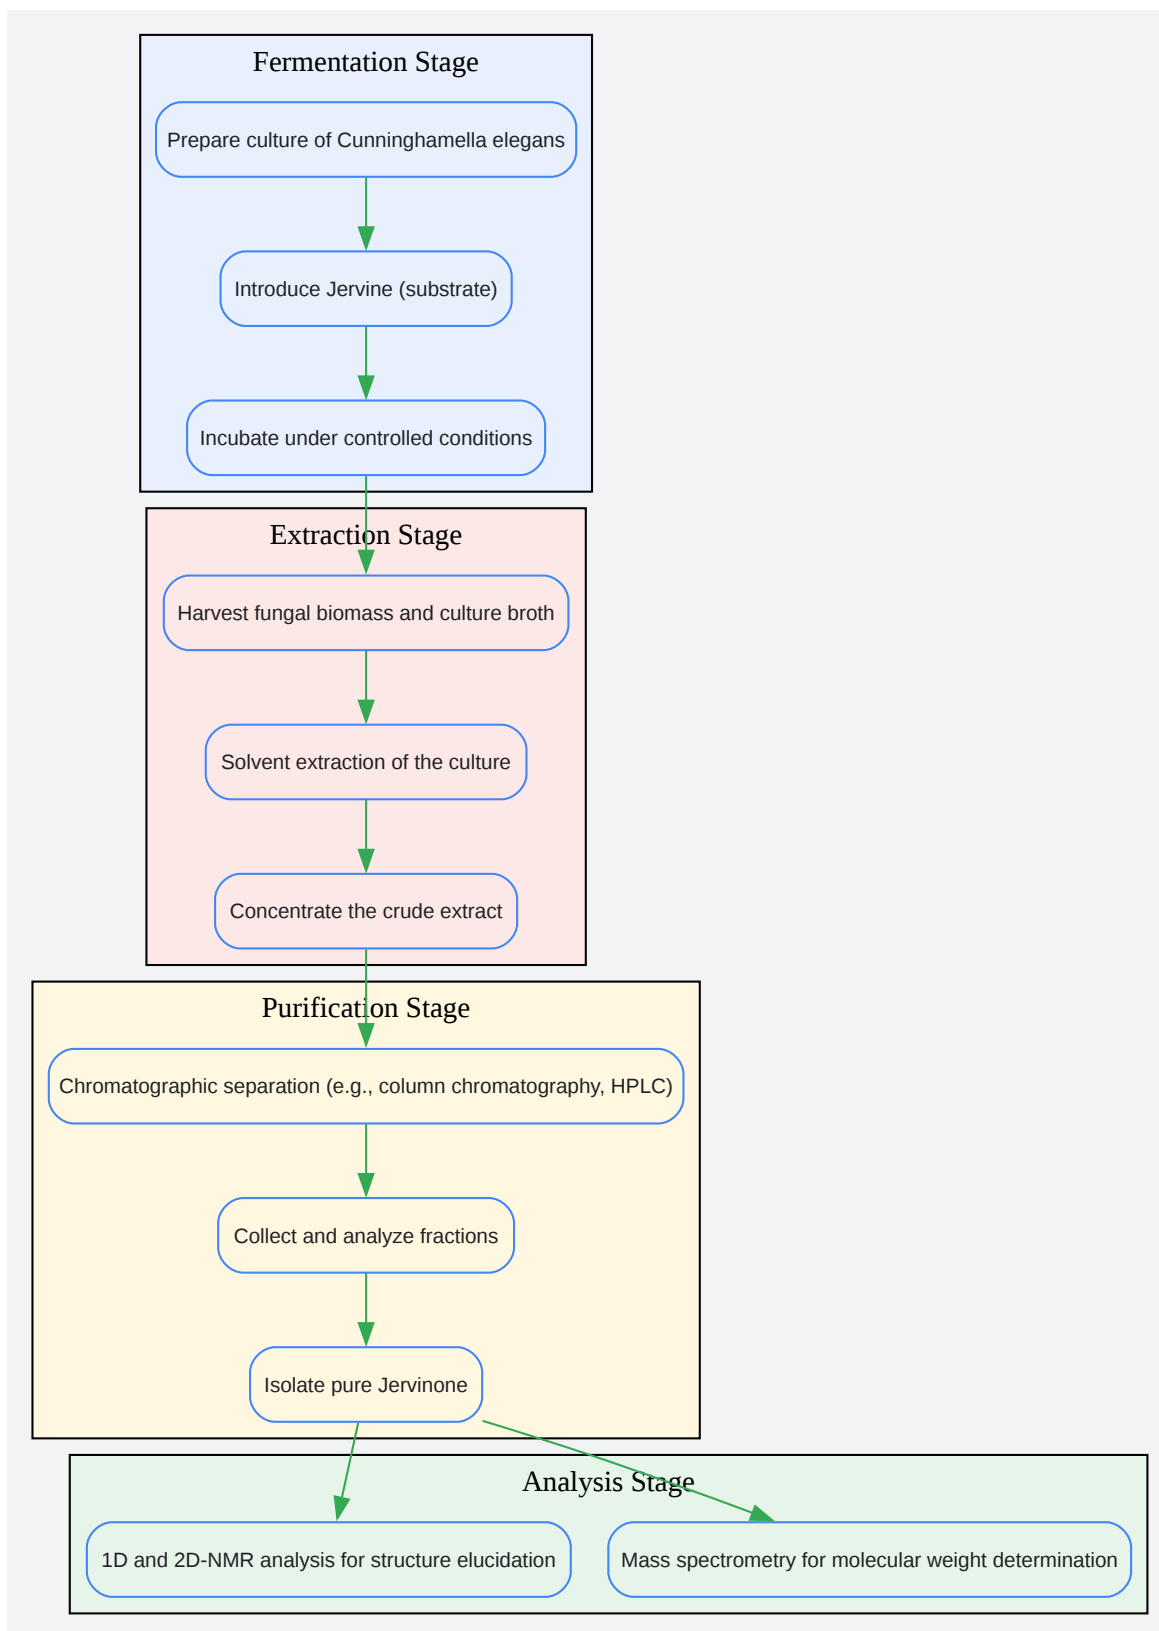 Fermentation Stage
Prepare culture of Cunninghamella elegans
Introduce Jervine (substrate)
Incubate under controlled conditions
Extraction Stage
Harvest fungal biomass and culture broth
Solvent extraction of the culture
Concentrate the crude extract
Purification Stage
Chromatographic separation (e.g., column chromatography, HPLC)
Collect and analyze fractions
Isolate pure Jervinone
Analysis Stage
1D and 2D-NMR analysis for structure elucidation
Mass spectrometry for molecular weight determination